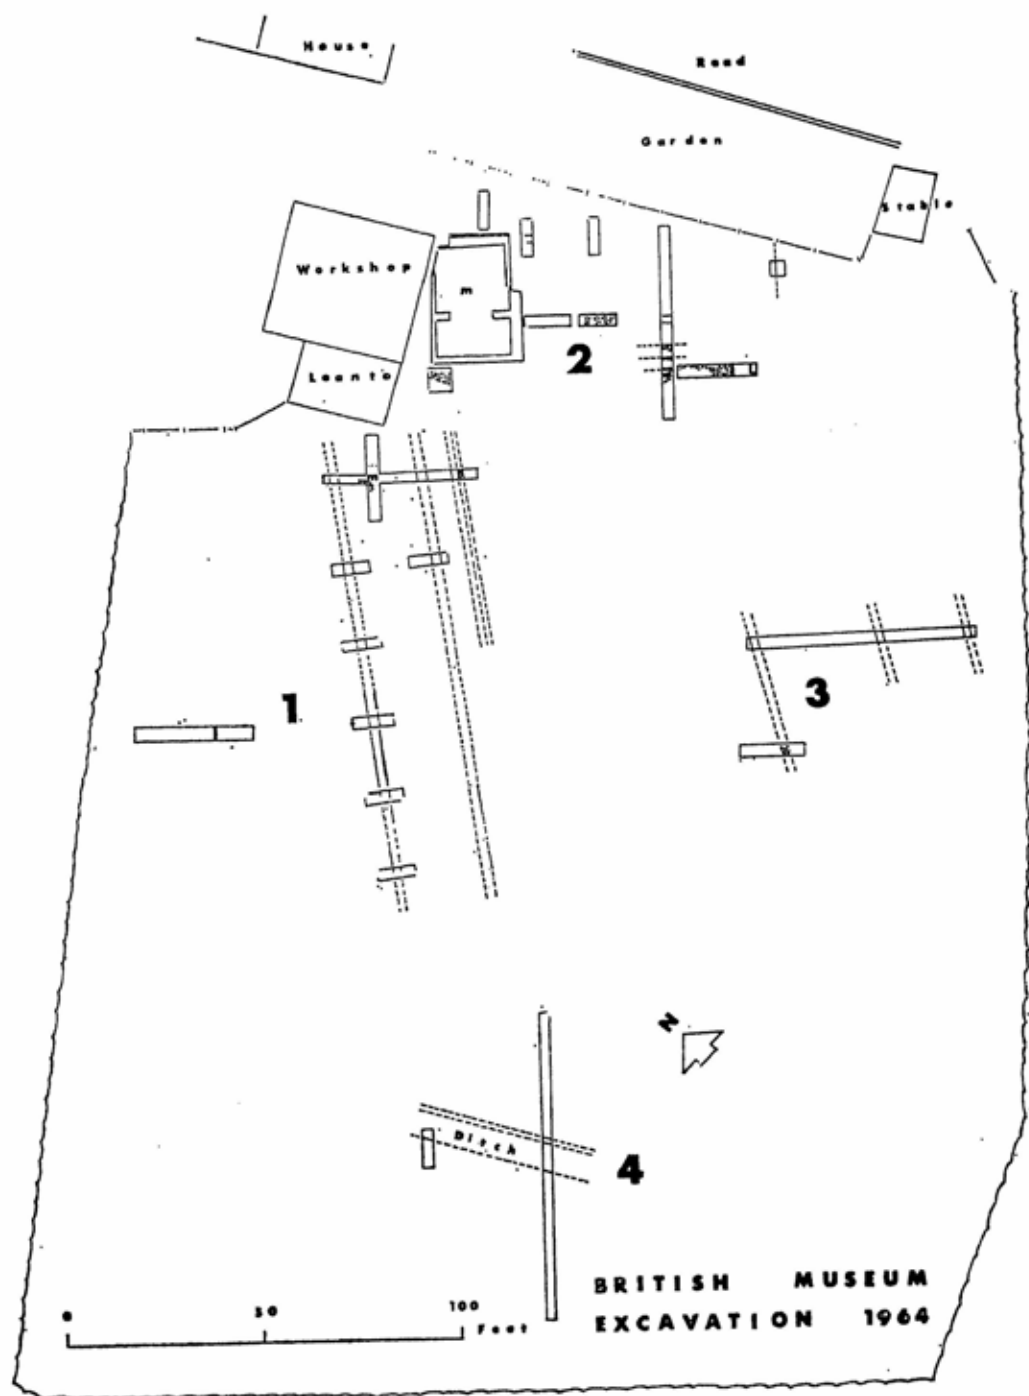 House
Road
Garden
Stable
Workshop
m
2
Leanto
m
1
3
N
Ditch
4
BRITISH MUSEUM
EXCAVATION 1964
0 50 100
Feet